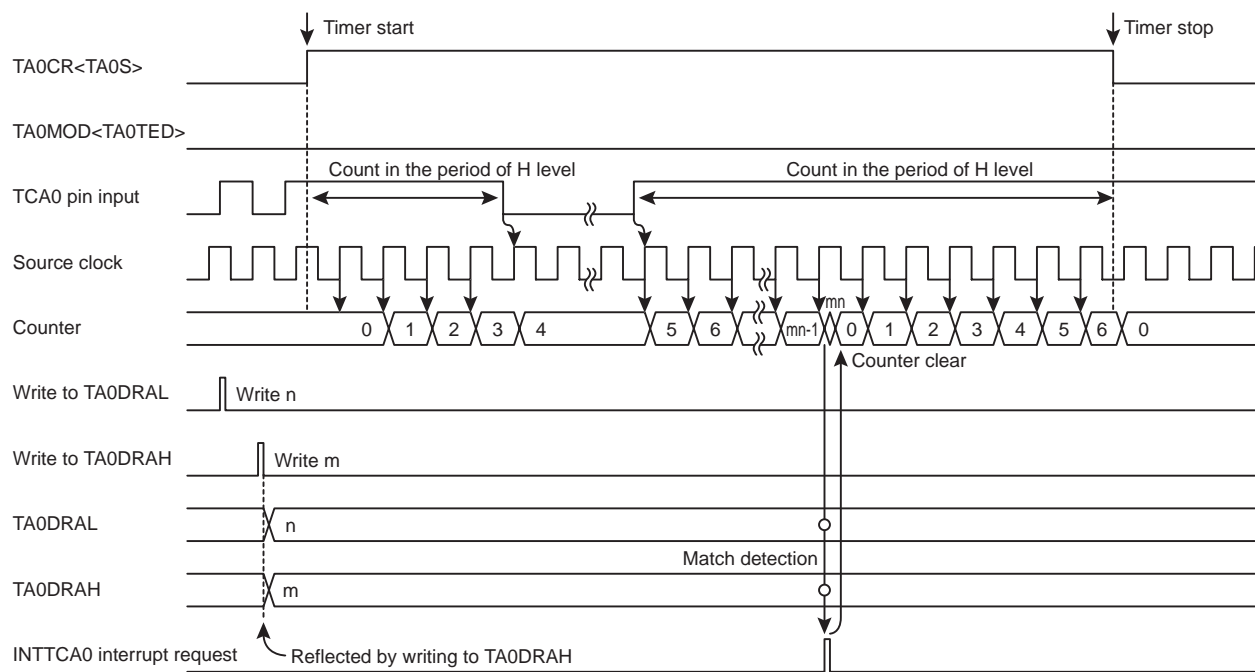 Timer start
Timer stop
TA0CR<TA0S>
TA0MOD<TA0TED>
Count in the period of H level
Count in the period of H level
TCA0 pin input
Source clock
mn
Counter
0 1 2 3 4 5 6 mn-1 0 1 2 3 4 5 6 0
Counter clear
Write to TA0DRAL
Write n
Write to TA0DRAH
Write m
TA0DRAL
n
Match detection
TA0DRAH
m
INTTCA0 interrupt request
Reflected by writing to TA0DRAH